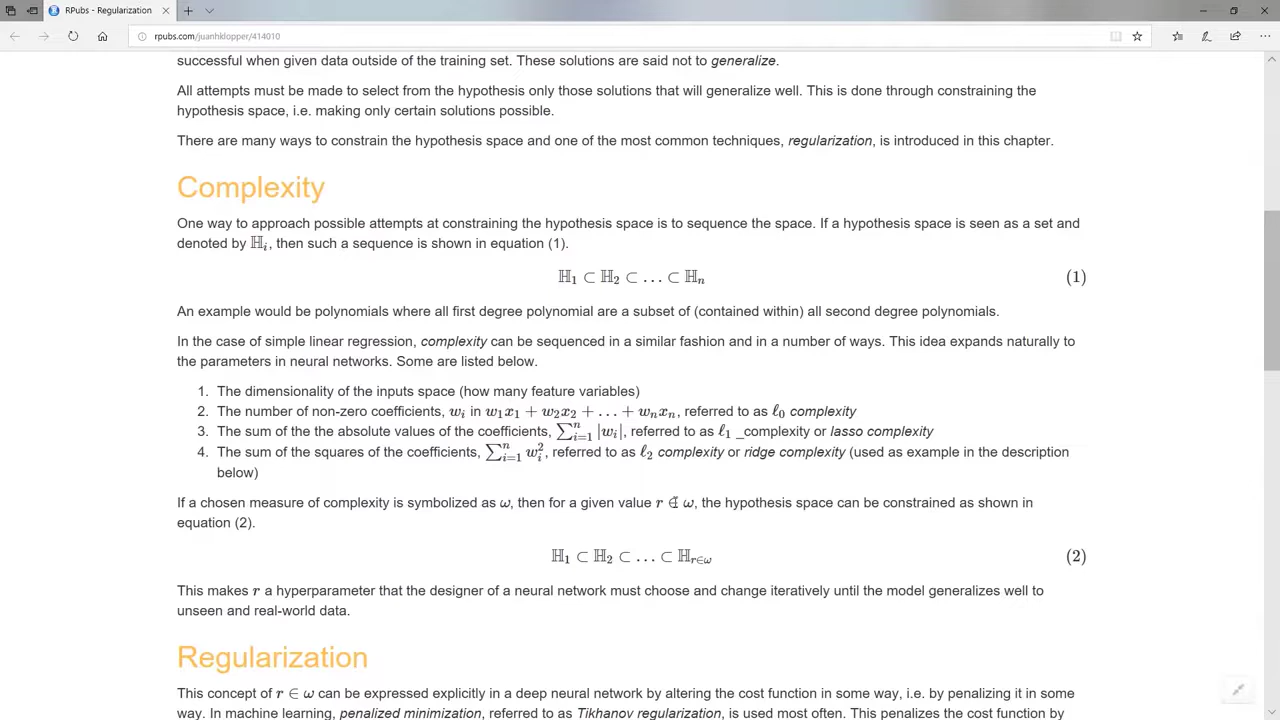 RPubs - Regularization
rpubs.com/juanhklopper/414010
successful when given data outside of the training set. These solutions are said not to generalize.
All attempts must be made to select from the hypothesis only those solutions that will generalize well. This is done through constraining the
hypothesis space, i.e. making only certain solutions possible.
There are many ways to constrain the hypothesis space and one of the most common techniques, regularization, is introduced in this chapter.
Complexity
One way to approach possible attempts at constraining the hypothesis space is to sequence the space. If a hypothesis space is seen as a set and
denoted by ℍᵢ, then such a sequence is shown in equation (1).
ℍ₁ ⊂ ℍ₂ ⊂ … ⊂ ℍₙ (1)
An example would be polynomials where all first degree polynomial are a subset of (contained within) all second degree polynomials.
In the case of simple linear regression, complexity can be sequenced in a similar fashion and in a number of ways. This idea expands naturally to
the parameters in neural networks. Some are listed below.
1. The dimensionality of the inputs space (how many feature variables)
2. The number of non-zero coefficients, wᵢ in w₁x₁ + w₂x₂ + … + wₙxₙ, referred to as ℓ₀ complexity
3. The sum of the the absolute values of the coefficients, ∑ⁿᵢ₌₁ |wᵢ|, referred to as ℓ₁ _complexity or lasso complexity
4. The sum of the squares of the coefficients, ∑ⁿᵢ₌₁ wᵢ², referred to as ℓ₂ complexity or ridge complexity (used as example in the description
below)
If a chosen measure of complexity is symbolized as ω, then for a given value r ∈ ω, the hypothesis space can be constrained as shown in
equation (2).
ℍ₁ ⊂ ℍ₂ ⊂ … ⊂ ℍr∈ω (2)
This makes r a hyperparameter that the designer of a neural network must choose and change iteratively until the model generalizes well to
unseen and real-world data.
Regularization
This concept of r ∈ ω can be expressed explicitly in a deep neural network by altering the cost function in some way, i.e. by penalizing it in some
way. In machine learning, penalized minimization, referred to as Tikhanov regularization, is used most often. This penalizes the cost function by